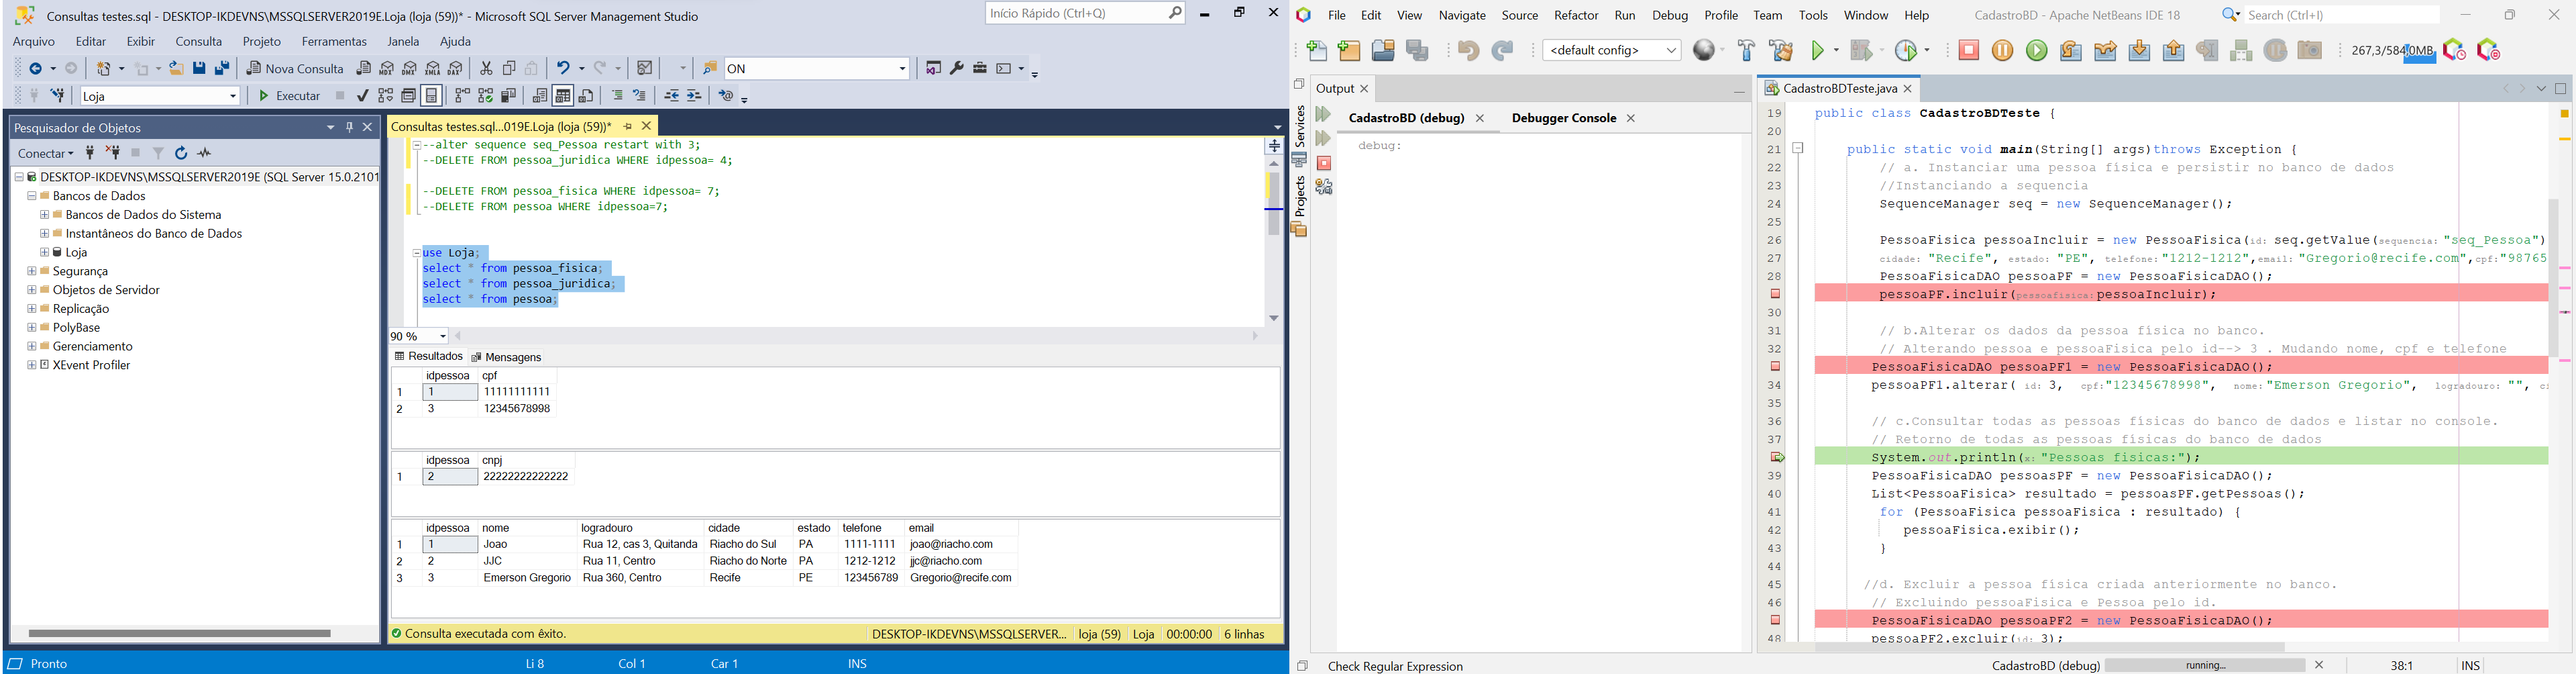 Consultas testes.sql - DESKTOP-IKDEVNS\MSSQLSERVER2019E.Loja (loja (59))* - Microsoft SQL Server Management Studio
Início Rápido (Ctrl+Q)
Arquivo Editar Exibir Consulta Projeto Ferramentas Janela Ajuda
Nova Consulta MDX DMX XMLA DAX ON
Loja Executar
Pesquisador de Objetos
Conectar
DESKTOP-IKDEVNS\MSSQLSERVER2019E (SQL Server 15.0.2101
Bancos de Dados
Bancos de Dados do Sistema
Instantâneos do Banco de Dados
Loja
Segurança
Objetos de Servidor
Replicação
PolyBase
Gerenciamento
XEvent Profiler
Consultas testes.sql...019E.Loja (loja (59))*
--alter sequence seq_Pessoa restart with 3;
--DELETE FROM pessoa_juridica WHERE idpessoa= 4;
--DELETE FROM pessoa_fisica WHERE idpessoa= 7;
--DELETE FROM pessoa WHERE idpessoa=7;
use Loja;
select * from pessoa_fisica;
select * from pessoa_juridica;
select * from pessoa;
90 %
Resultados Mensagens
idpessoa cpf
1 1 11111111111
2 3 12345678998
idpessoa cnpj
1 2 22222222222222
idpessoa nome logradouro cidade estado telefone email
1 1 Joao Rua 12, cas 3, Quitanda Riacho do Sul PA 1111-1111 joao@riacho.com
2 2 JJC Rua 11, Centro Riacho do Norte PA 1212-1212 jjc@riacho.com
3 3 Emerson Gregorio Rua 360, Centro Recife PE 123456789 Gregorio@recife.com
Consulta executada com êxito. DESKTOP-IKDEVNS\MSSQLSERVER... loja (59) Loja 00:00:00 6 linhas
Pronto Li 8 Col 1 Car 1 INS
File Edit View Navigate Source Refactor Run Debug Profile Team Tools Window Help CadastroBD - Apache NetBeans IDE 18 Search (Ctrl+I)
<default config> 267,3/584,0MB
Services
Projects
Output
CadastroBD (debug) Debugger Console
debug:
CadastroBDTeste.java
19 public class CadastroBDTeste {
20
21 public static void main(String[] args)throws Exception {
22 // a. Instanciar uma pessoa física e persistir no banco de dados
23 //Instanciando a sequencia
24 SequenceManager seq = new SequenceManager();
25
26 PessoaFisica pessoaIncluir = new PessoaFisica(id: seq.getValue(sequencia: "seq_Pessoa")
27 cidade: "Recife", estado: "PE", telefone: "1212-1212",email: "Gregorio@recife.com",cpf:"98765
28 PessoaFisicaDAO pessoaPF = new PessoaFisicaDAO();
pessoaPF.incluir(pessoafisica:pessoaIncluir);
30
31 // b.Alterar os dados da pessoa física no banco.
32 // Alterando pessoa e pessoaFisica pelo id--> 3 . Mudando nome, cpf e telefone
PessoaFisicaDAO pessoaPF1 = new PessoaFisicaDAO();
34 pessoaPF1.alterar( id: 3, cpf:"12345678998", nome:"Emerson Gregorio", logradouro: "", ci
35
36 // c.Consultar todas as pessoas físicas do banco de dados e listar no console.
37 // Retorno de todas as pessoas físicas do banco de dados
System.out.println(x: "Pessoas físicas:");
39 PessoaFisicaDAO pessoasPF = new PessoaFisicaDAO();
40 List<PessoaFisica> resultado = pessoasPF.getPessoas();
41 for (PessoaFisica pessoaFisica : resultado) {
42 pessoaFisica.exibir();
43 }
44
45 //d. Excluir a pessoa física criada anteriormente no banco.
46 // Excluindo pessoaFisica e Pessoa pelo id.
PessoaFisicaDAO pessoaPF2 = new PessoaFisicaDAO();
48 pessoaPF2.excluir(id: 3);
Check Regular Expression CadastroBD (debug) running... 38:1 INS